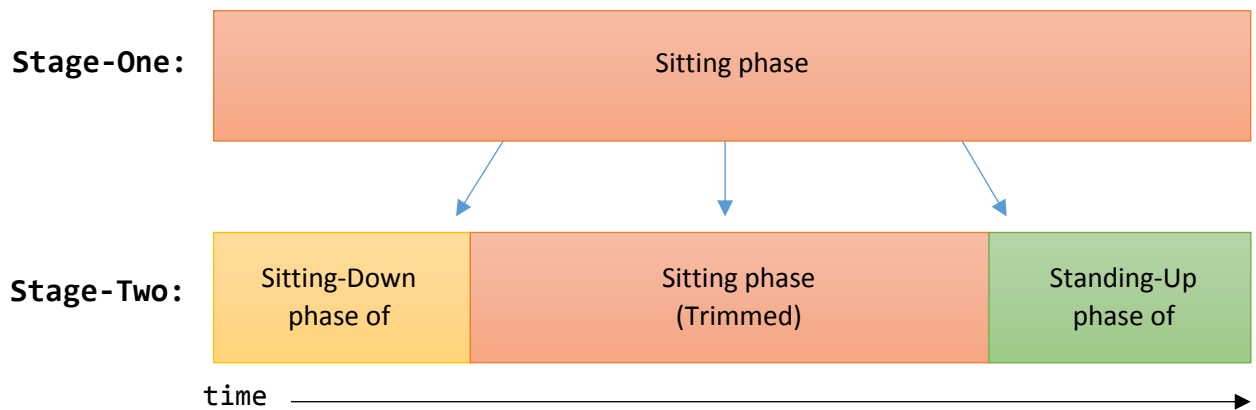 Stage-One:
Sitting phase
Stage-Two:
Sitting-Down
phase of
Sitting phase
(Trimmed)
Standing-Up
phase of
time